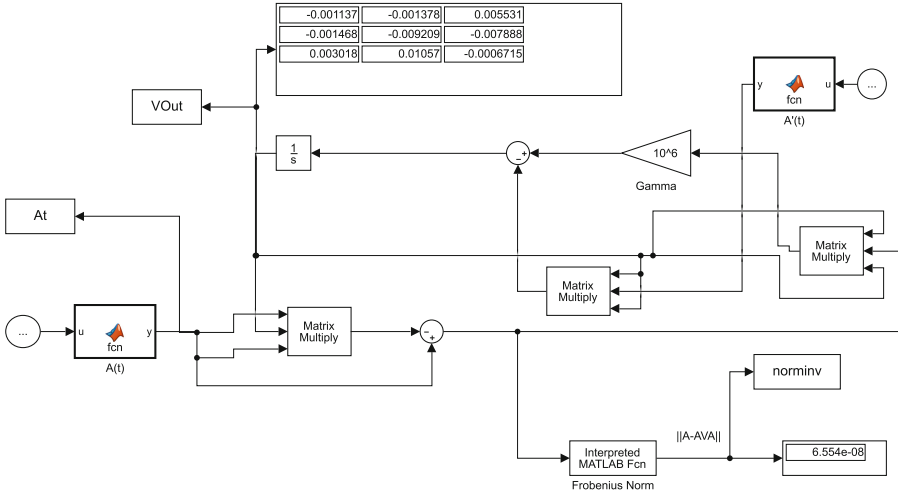 -0.001137 -0.001378 0.005531
-0.001468 -0.009209 -0.007888
0.003018 0.01057 -0.0006715
y u
fcn
A'(t)
...
VOut
1
s
− +
10^6
Gamma
At
Matrix
Multiply
Matrix
Multiply
...
u y
fcn
A(t)
Matrix
Multiply
− +
norminv
||A-AVA||
Interpreted
MATLAB Fcn
6.554e-08
Frobenius Norm